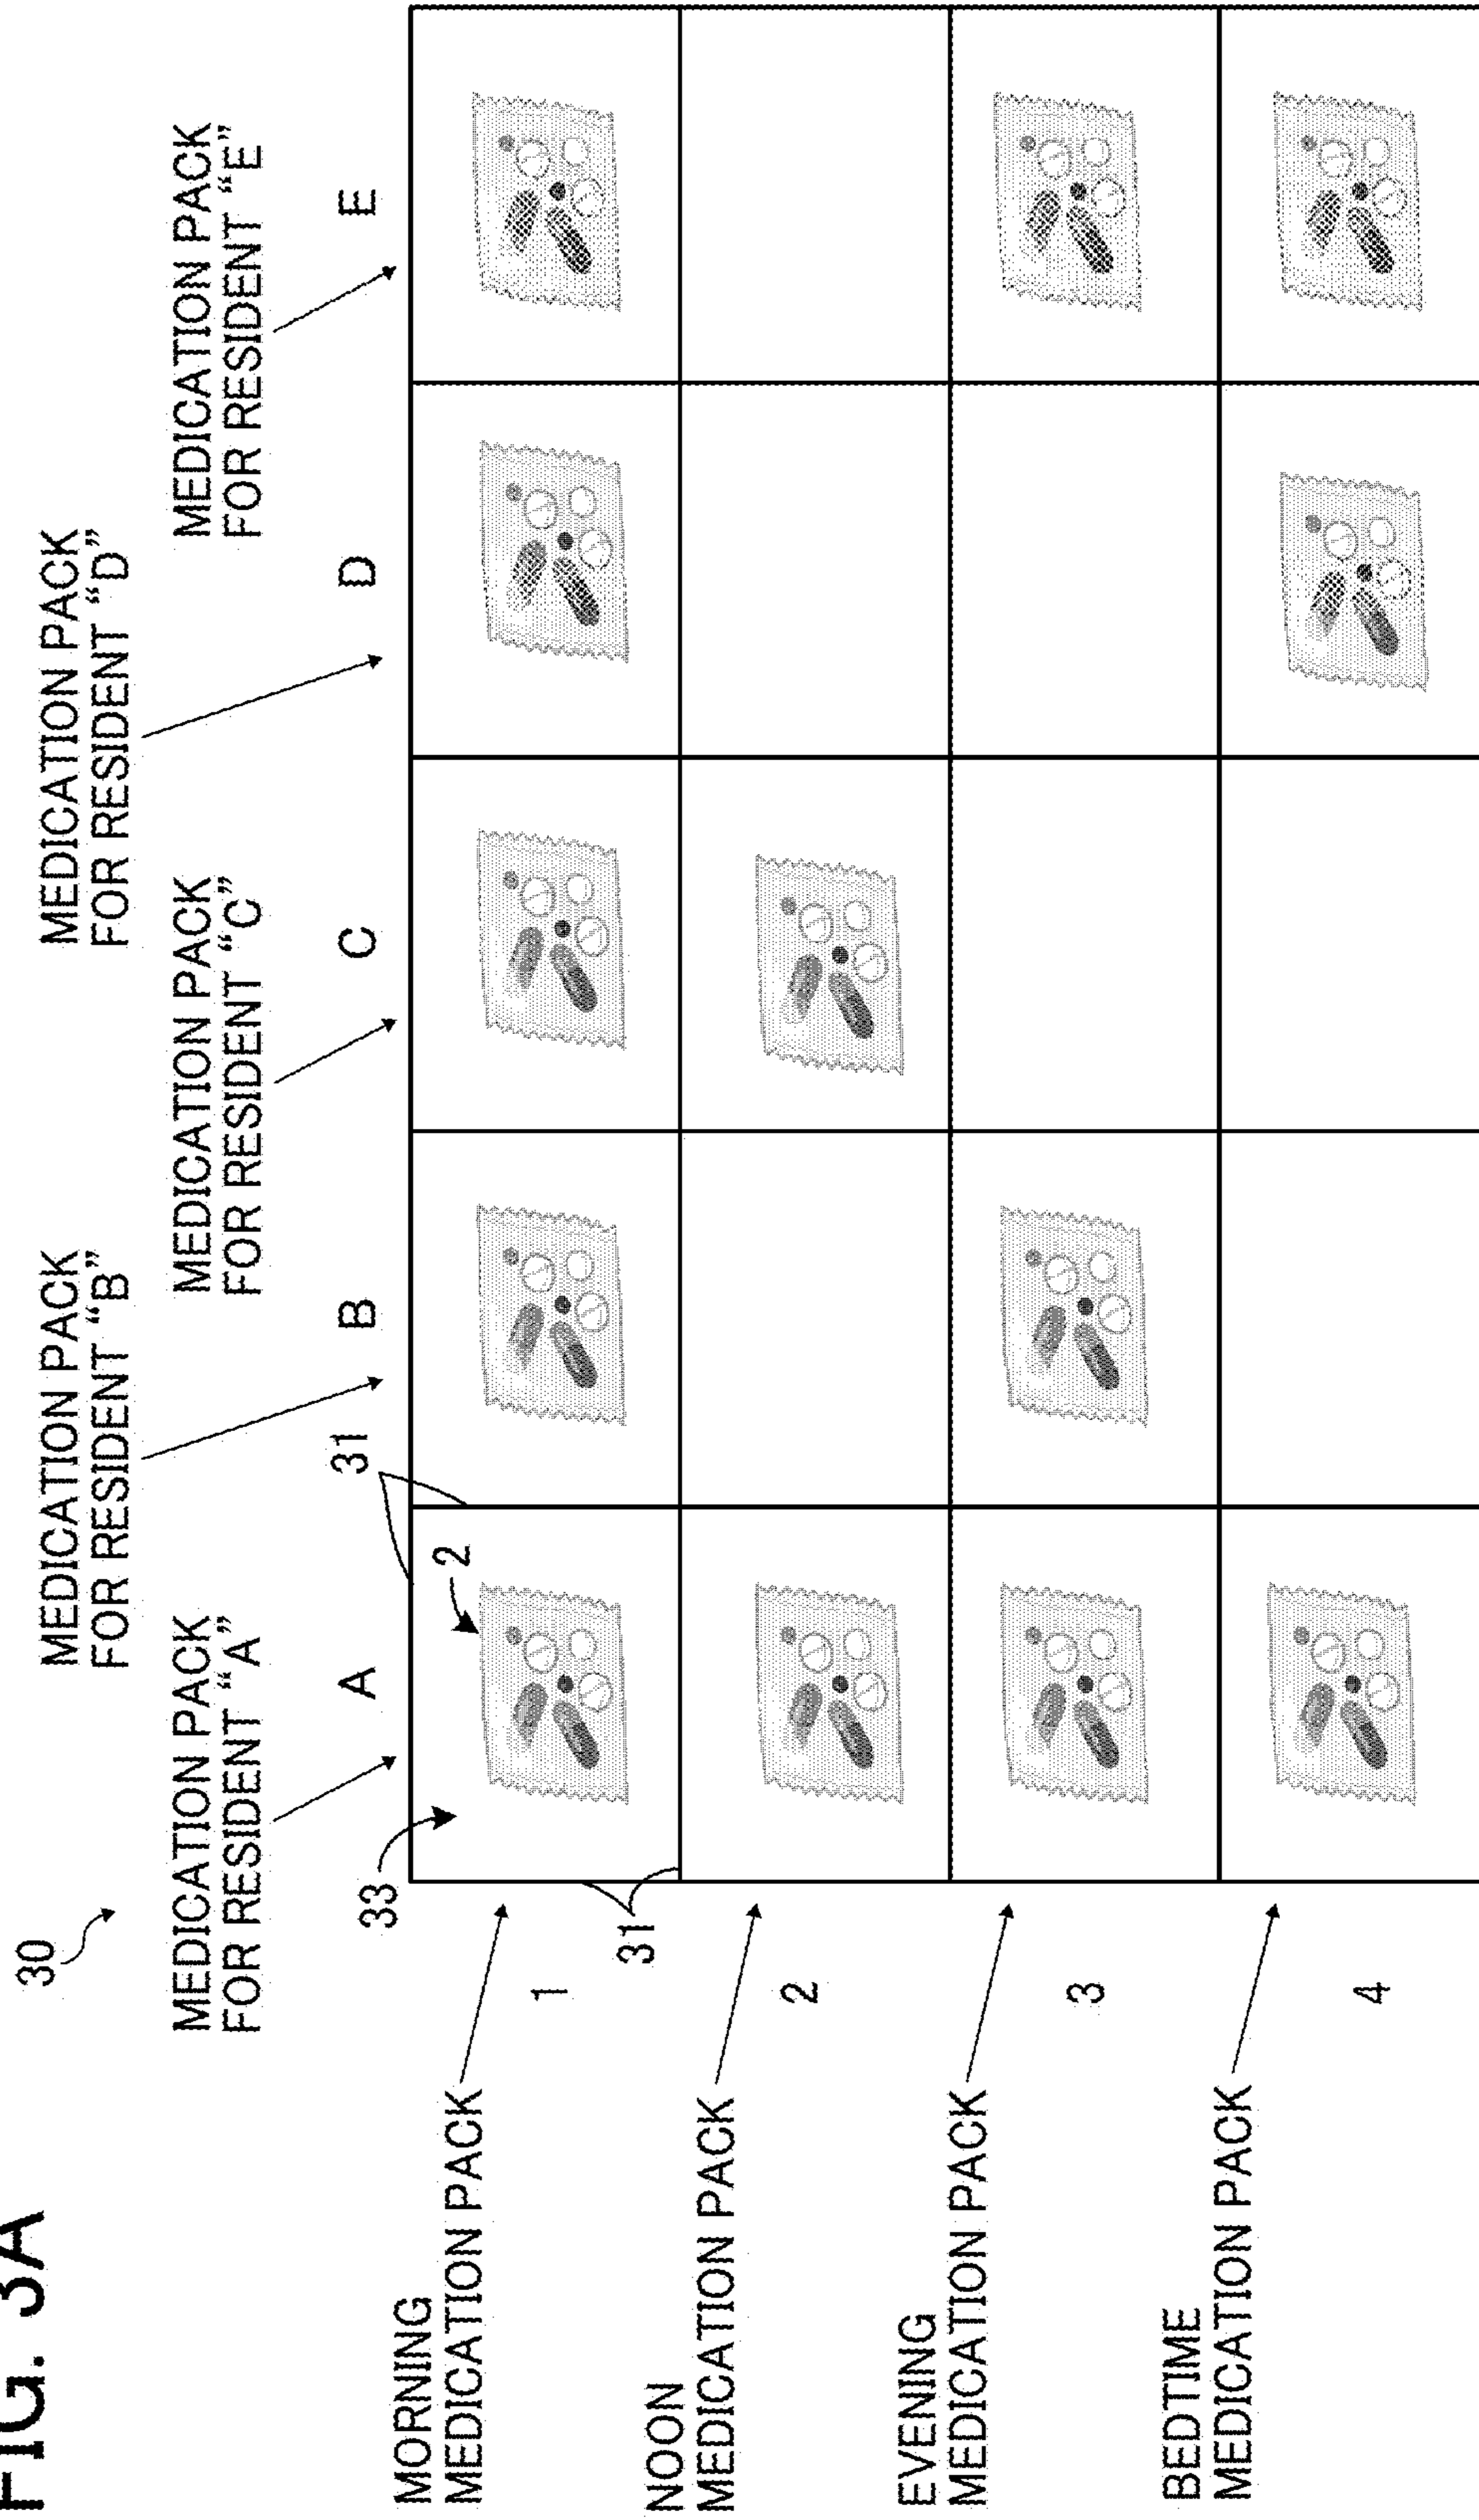 FIG. 3A
30
MEDICATION PACK
FOR RESIDENT "A"
MEDICATION PACK
FOR RESIDENT "B"
MEDICATION PACK
FOR RESIDENT "C"
MEDICATION PACK
FOR RESIDENT "D"
MEDICATION PACK
FOR RESIDENT "E"
33
A
31
B
C
D
E
2
MORNING
MEDICATION PACK
1
31
NOON
MEDICATION PACK
2
EVENING
MEDICATION PACK
3
BEDTIME
MEDICATION PACK
4